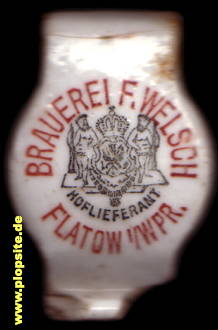 BRAUEREI F. WELSCH
HOFLIEFERANT
FLATOW I/WPR.
www.plopsite.de